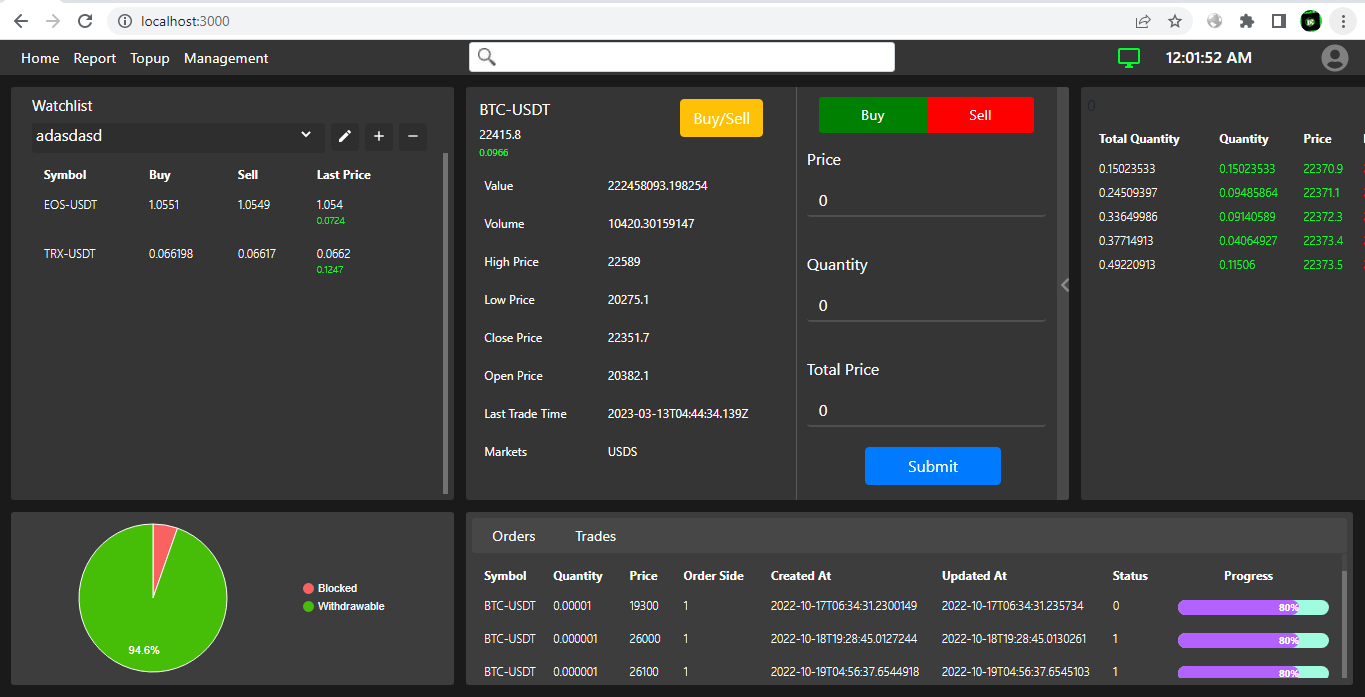 localhost:3000
Home Report Topup Management 12:01:52 AM
Watchlist
adasdasd
Symbol Buy Sell Last Price
EOS-USDT 1.0551 1.0549 1.054
0.0724
TRX-USDT 0.066198 0.06617 0.0662
0.1247
BTC-USDT
22415.8
0.0966
Buy/Sell
Value 222458093.198254
Volume 10420.30159147
High Price 22589
Low Price 20275.1
Close Price 22351.7
Open Price 20382.1
Last Trade Time 2023-03-13T04:44:34.139Z
Markets USDS
Buy Sell
Price
0
Quantity
0
Total Price
0
Submit
0
Total Quantity Quantity Price
0.15023533 0.15023533 22370.9
0.24509397 0.09485864 22371.1
0.33649986 0.09140589 22372.3
0.37714913 0.04064927 22373.4
0.49220913 0.11506 22373.5
94.6%
Blocked
Withdrawable
Orders Trades
Symbol Quantity Price Order Side Created At Updated At Status Progress
BTC-USDT 0.00001 19300 1 2022-10-17T06:34:31.2300149 2022-10-17T06:34:31.235734 0 80%
BTC-USDT 0.000001 26000 1 2022-10-18T19:28:45.0127244 2022-10-18T19:28:45.0130261 1 80%
BTC-USDT 0.000001 26100 1 2022-10-19T04:56:37.6544918 2022-10-19T04:56:37.6545103 1 80%